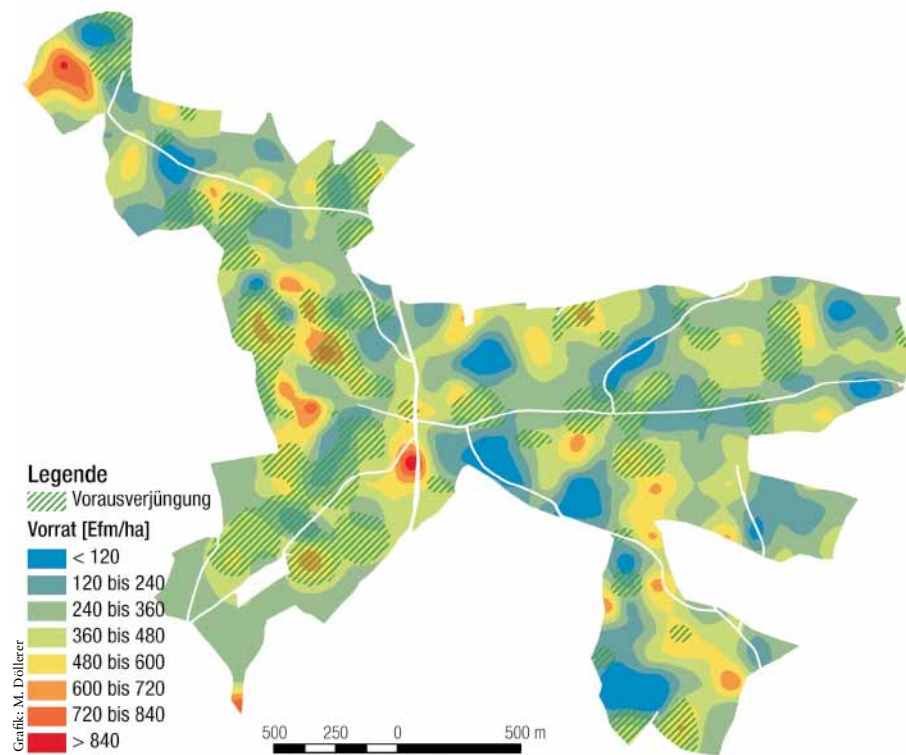 Legende
Vorausverjüngung
Vorrat [Efm/ha]
< 120
120 bis 240
240 bis 360
360 bis 480
480 bis 600
600 bis 720
720 bis 840
> 840
Grafik: M. Döllerer
500 250 0 500 m